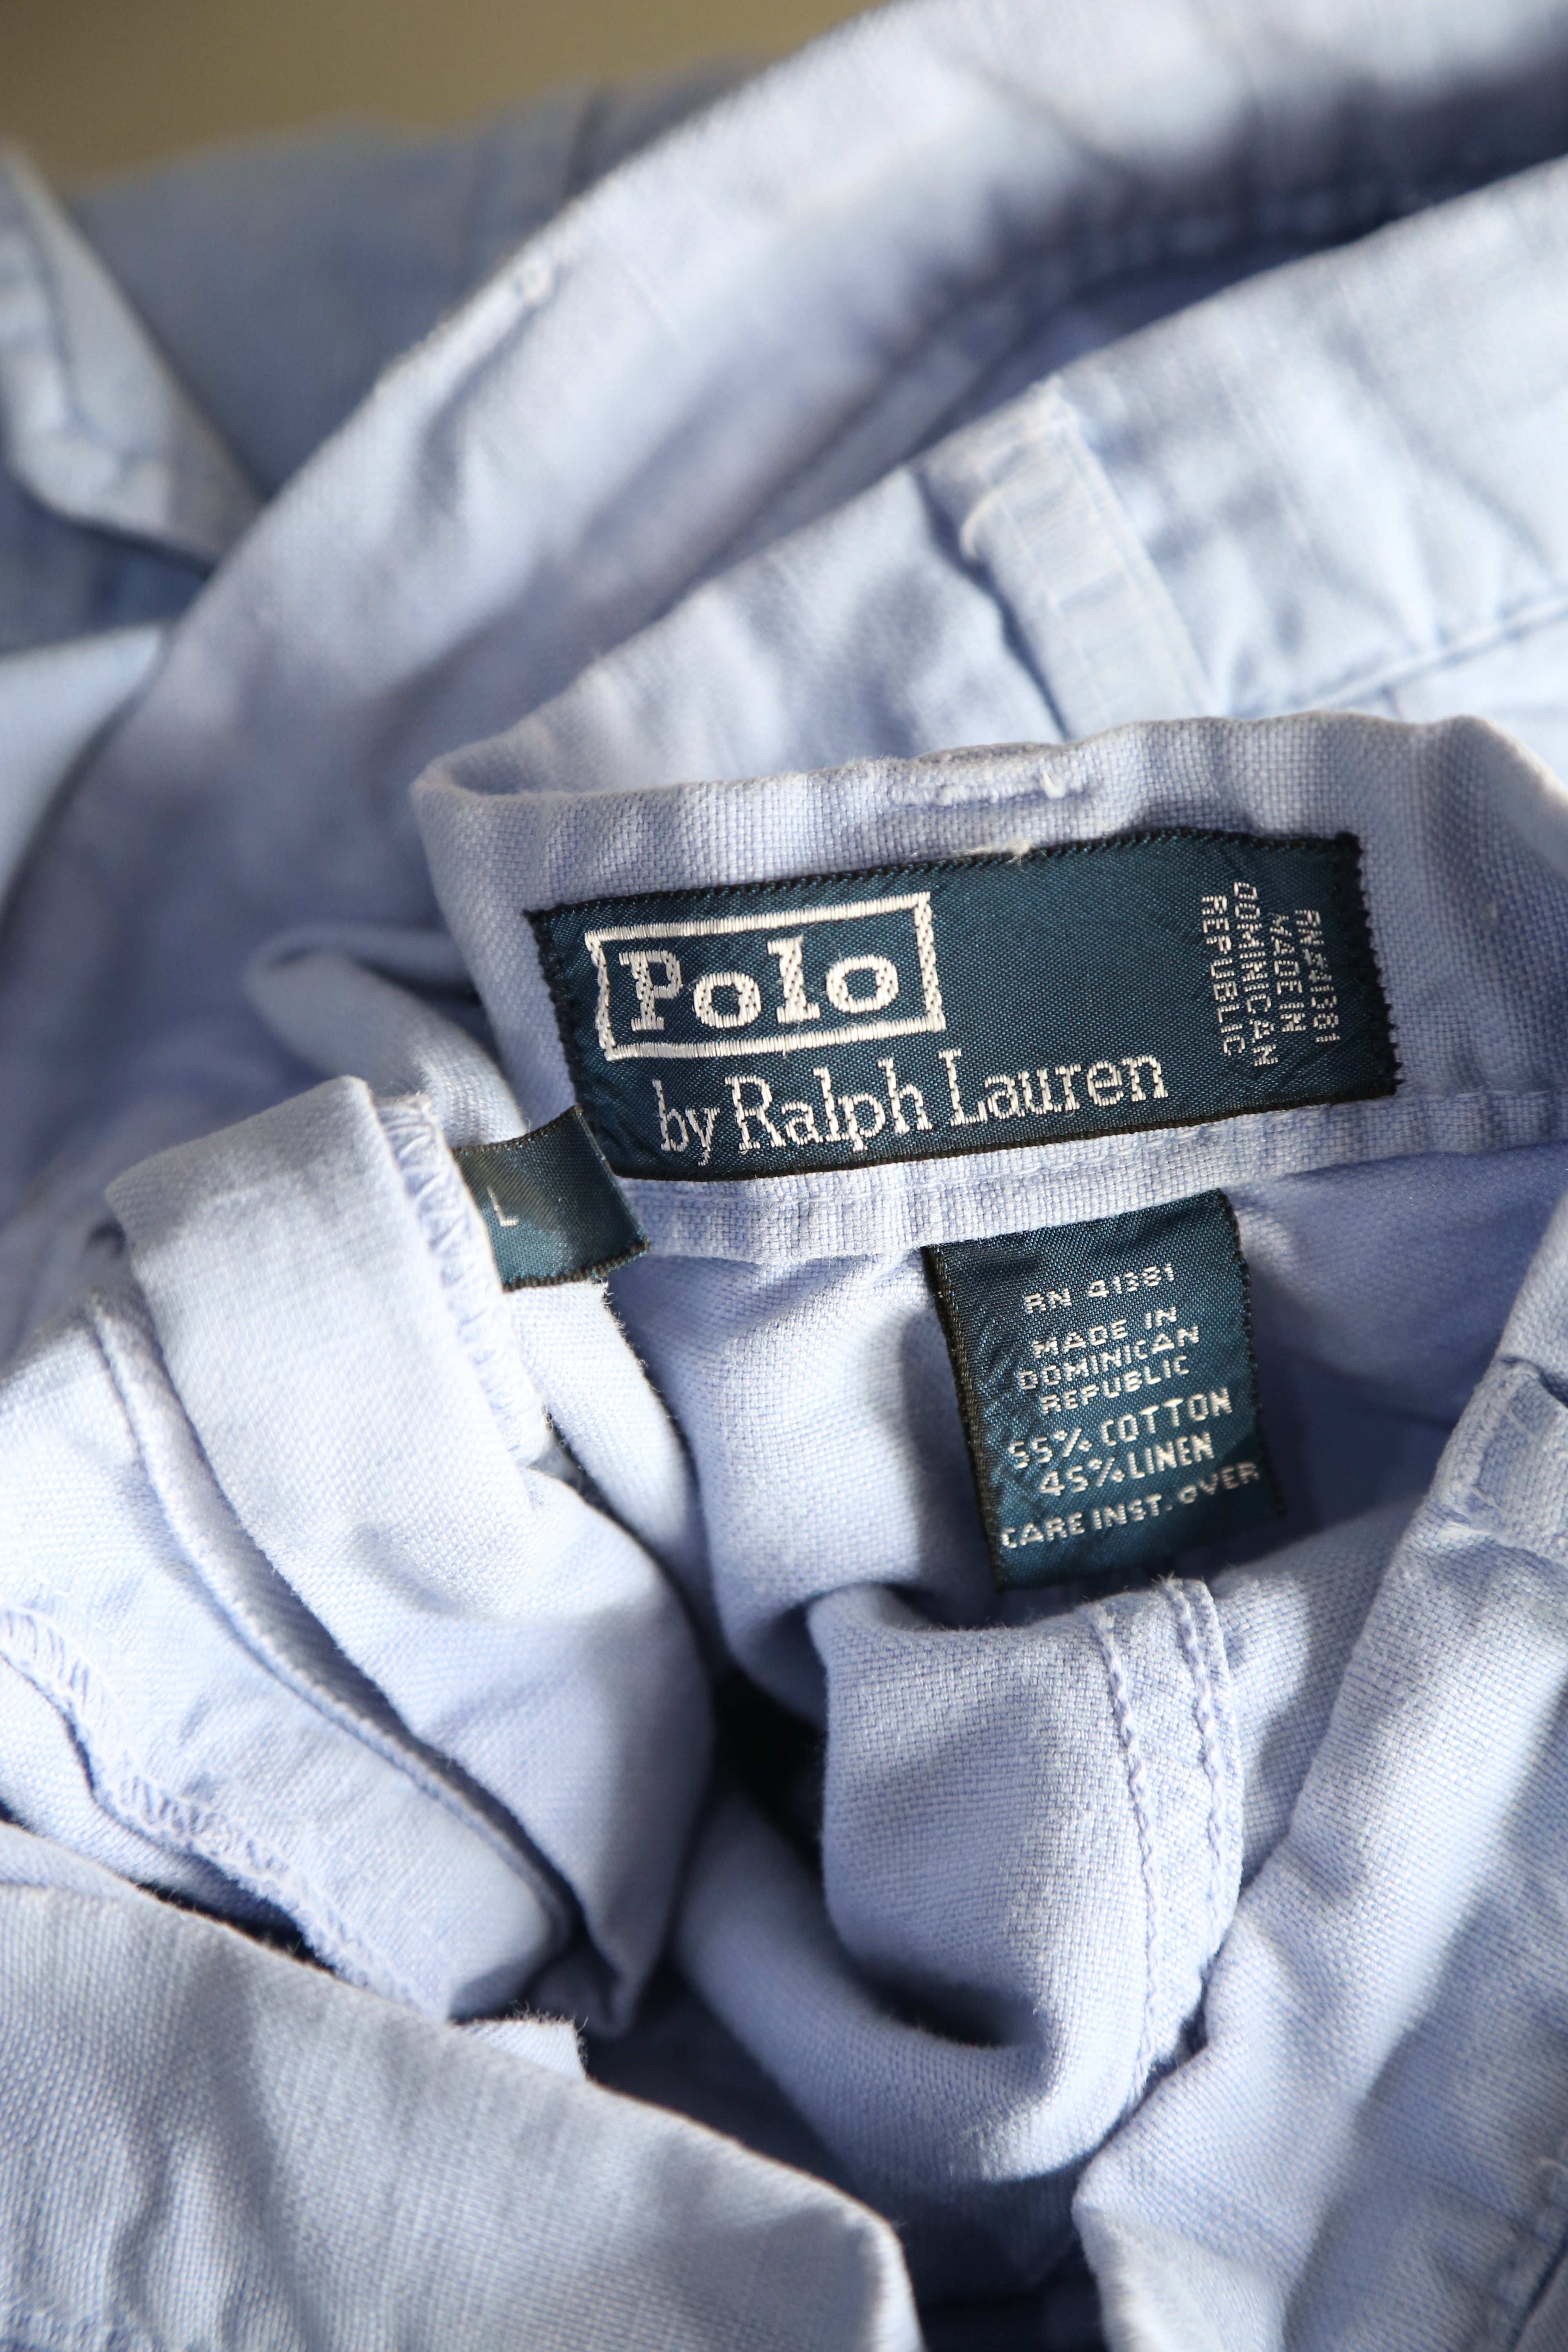 Polo
by Ralph Lauren
RN 41381
MADE IN
DOMINICAN
REPUBLIC
L
RN 41381
MADE IN
DOMINICAN
REPUBLIC
55% COTTON
45% LINEN
CARE INST. OVER